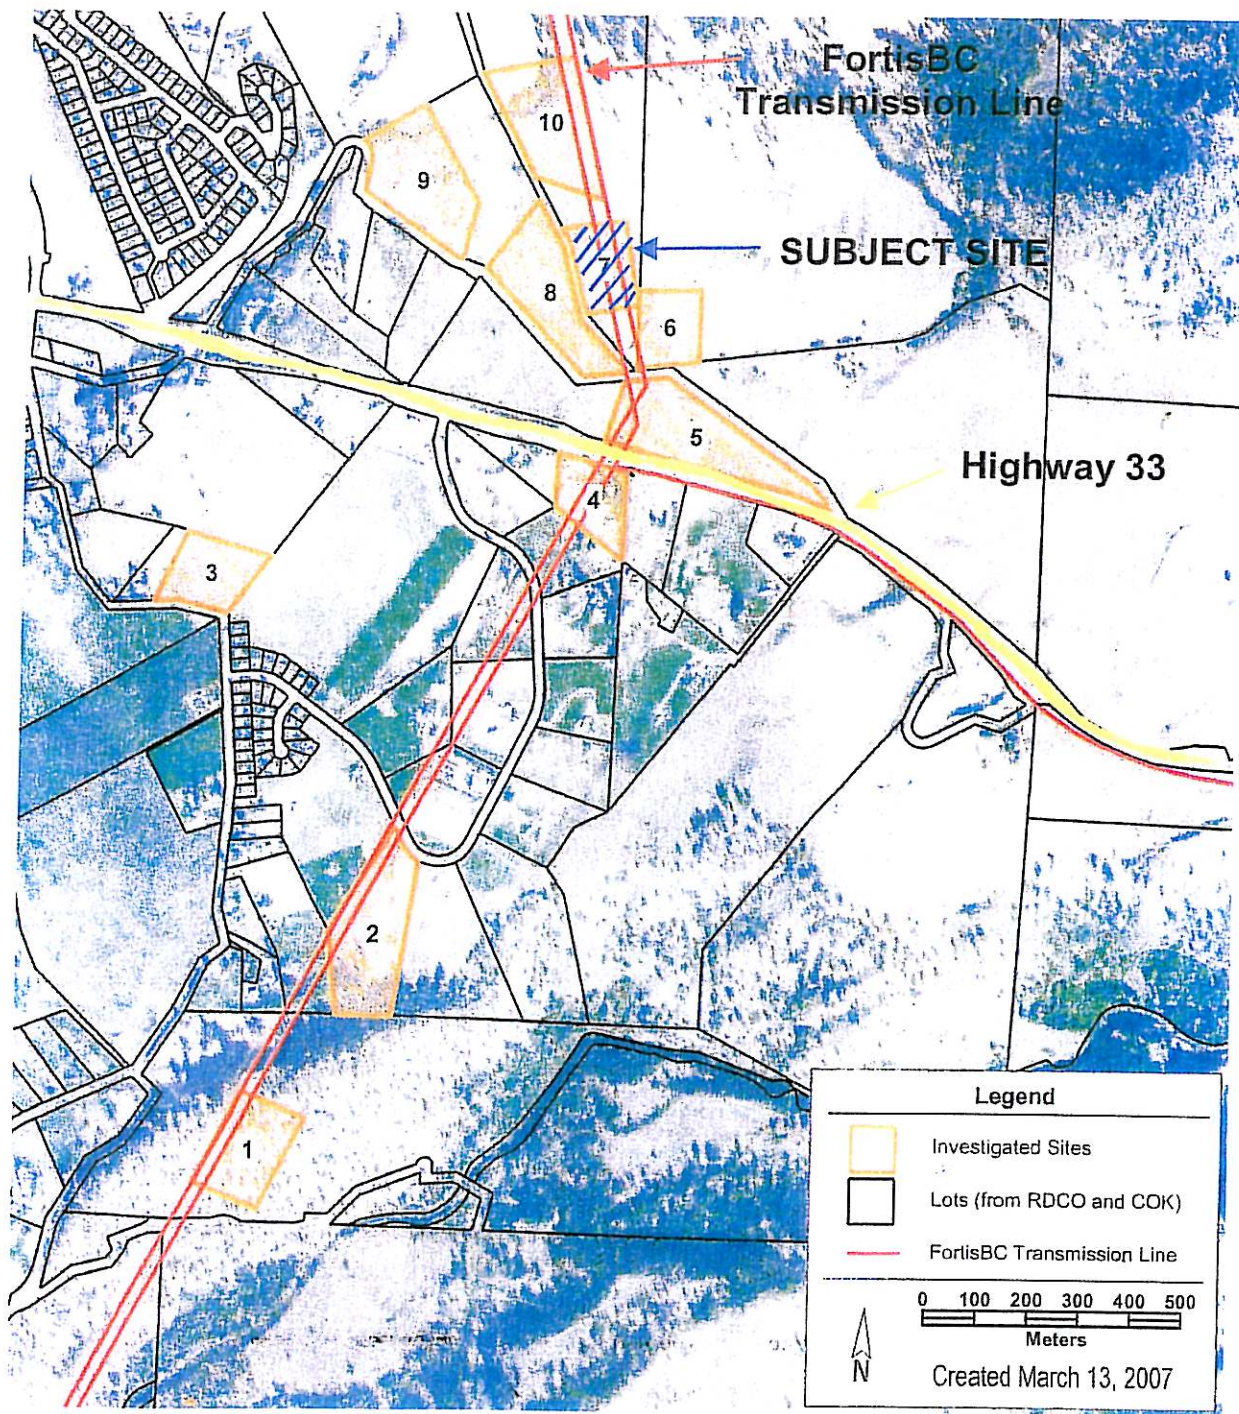 FortisBC
Transmission Line
10
9
SUBJECT SITE
7
8
6
5
Highway 33
4
3
2
1
Legend
Investigated Sites
Lots (from RDCO and COK)
FortisBC Transmission Line
0 100 200 300 400 500
Meters
N
Created March 13, 2007